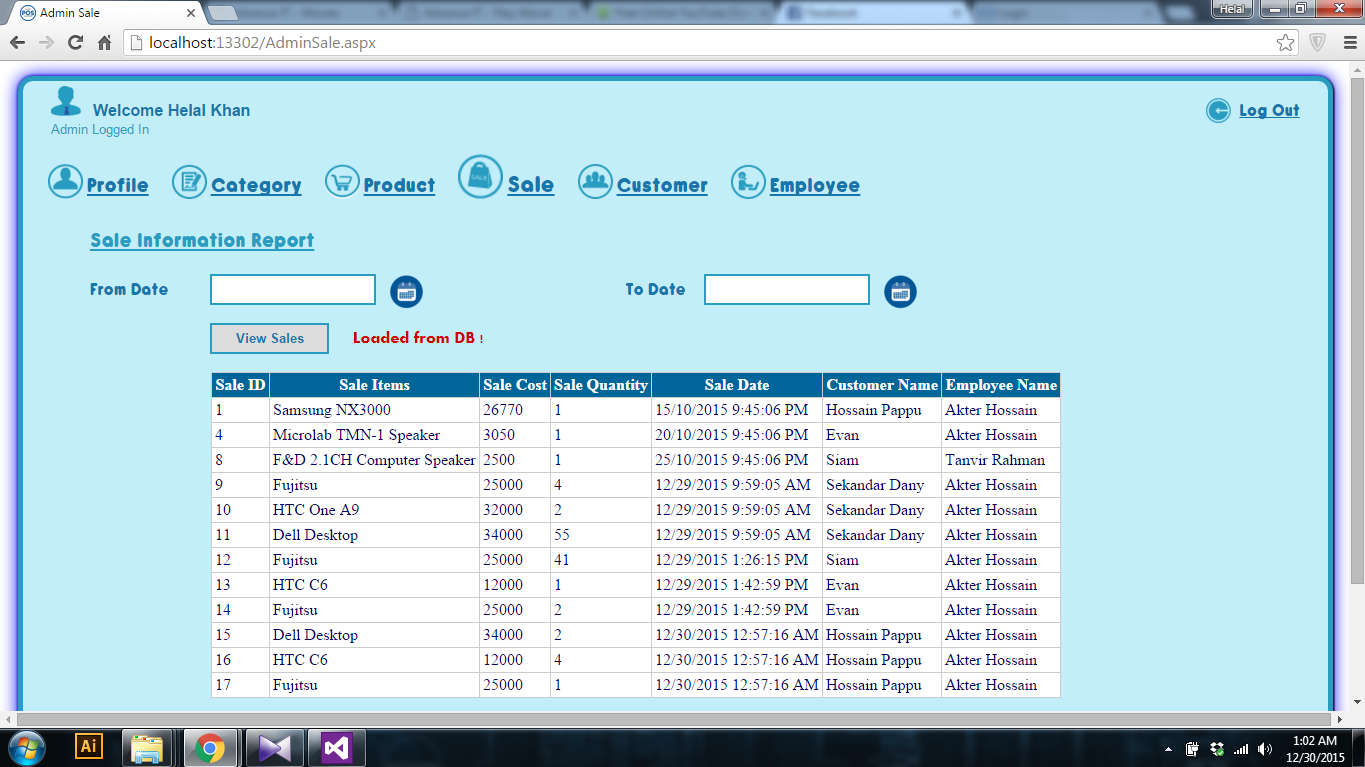 Admin Sale
Helal
localhost:13302/AdminSale.aspx
Welcome Helal Khan
Admin Logged In
Log Out
Profile Category Product Sale Customer Employee
Sale Information Report
From Date To Date
View Sales Loaded from DB !
Sale ID Sale Items Sale Cost Sale Quantity Sale Date Customer Name Employee Name
1 Samsung NX3000 26770 1 15/10/2015 9:45:06 PM Hossain Pappu Akter Hossain
4 Microlab TMN-1 Speaker 3050 1 20/10/2015 9:45:06 PM Evan Akter Hossain
8 F&D 2.1CH Computer Speaker 2500 1 25/10/2015 9:45:06 PM Siam Tanvir Rahman
9 Fujitsu 25000 4 12/29/2015 9:59:05 AM Sekandar Dany Akter Hossain
10 HTC One A9 32000 2 12/29/2015 9:59:05 AM Sekandar Dany Akter Hossain
11 Dell Desktop 34000 55 12/29/2015 9:59:05 AM Sekandar Dany Akter Hossain
12 Fujitsu 25000 41 12/29/2015 1:26:15 PM Siam Akter Hossain
13 HTC C6 12000 1 12/29/2015 1:42:59 PM Evan Akter Hossain
14 Fujitsu 25000 2 12/29/2015 1:42:59 PM Evan Akter Hossain
15 Dell Desktop 34000 2 12/30/2015 12:57:16 AM Hossain Pappu Akter Hossain
16 HTC C6 12000 4 12/30/2015 12:57:16 AM Hossain Pappu Akter Hossain
17 Fujitsu 25000 1 12/30/2015 12:57:16 AM Hossain Pappu Akter Hossain
Ai
1:02 AM
12/30/2015